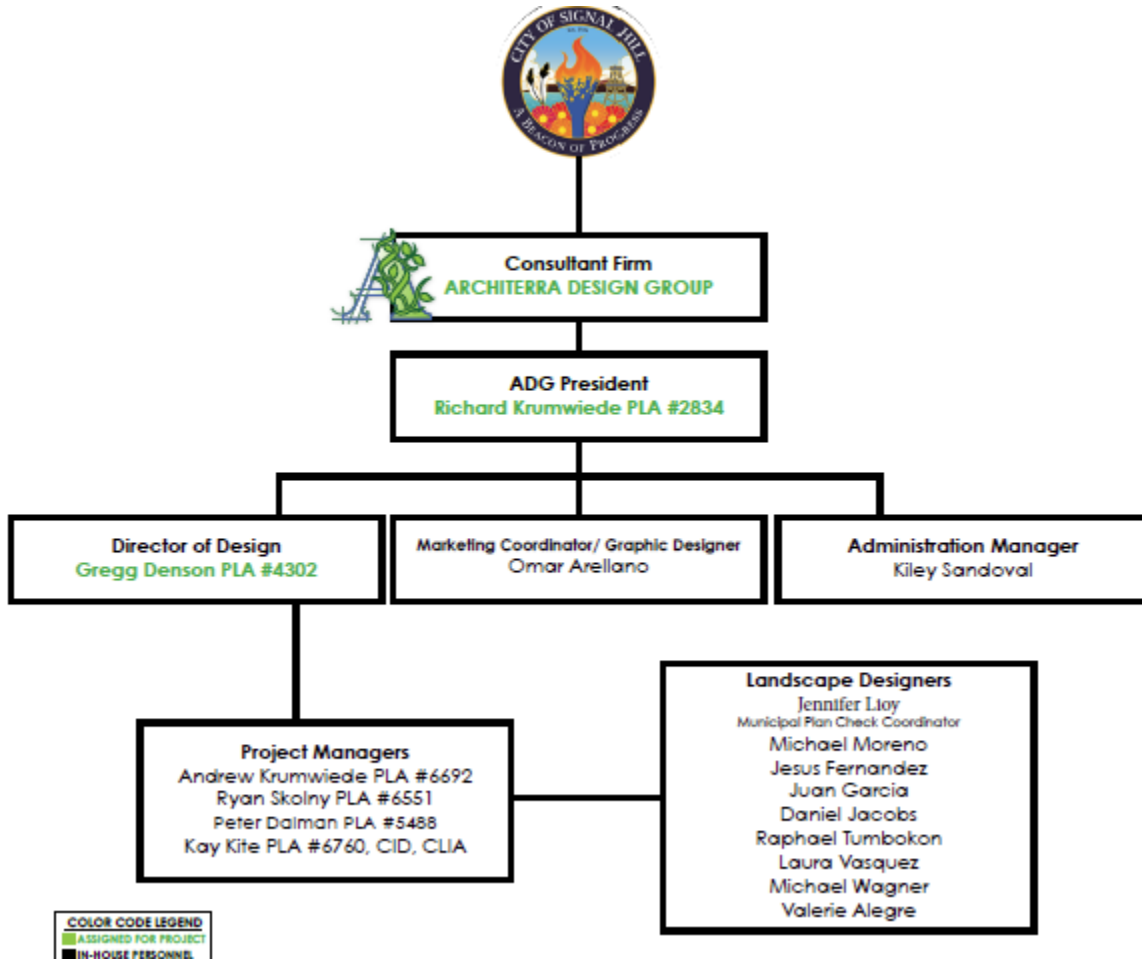 CITY OF SIGNAL HILL
A BEACON OF PROGRESS
Consultant Firm
ARCHITERRA DESIGN GROUP
ADG President
Richard Krumwiede PLA #2834
Director of Design
Gregg Denson PLA #4302
Marketing Coordinator/ Graphic Designer
Omar Arellano
Administration Manager
Kiley Sandoval
Project Managers
Andrew Krumwiede PLA #6692
Ryan Skolny PLA #6551
Peter Dalman PLA #5488
Kay Kite PLA #6760, CID, CLIA
Landscape Designers
Jennifer Lioy
Municipal Plan Check Coordinator
Michael Moreno
Jesus Fernandez
Juan Garcia
Daniel Jacobs
Raphael Tumbokon
Laura Vasquez
Michael Wagner
Valerie Alegre
COLOR CODE LEGEND
ASSIGNED FOR PROJECT
IN-HOUSE PERSONNEL